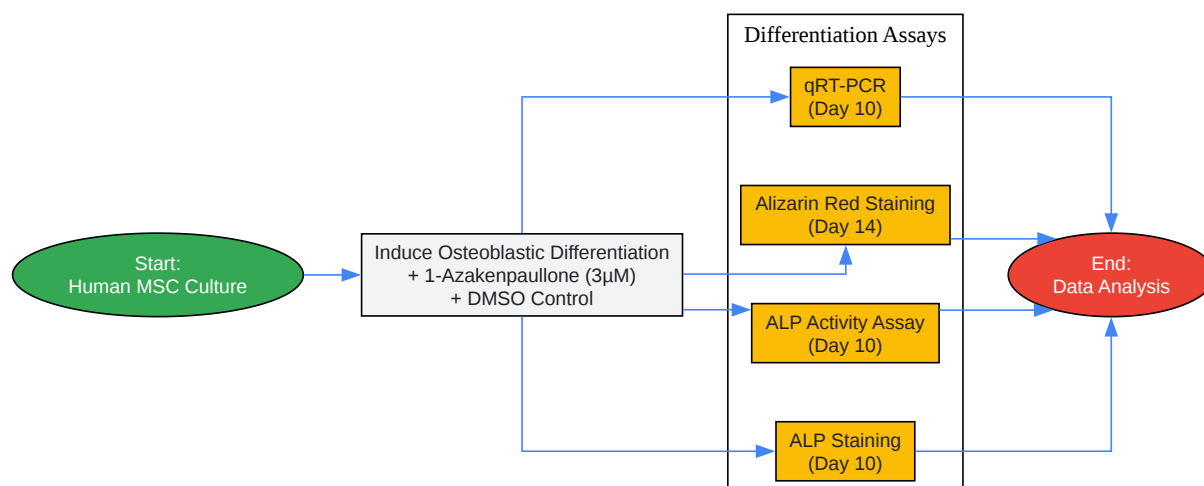 Differentiation Assays
qRT-PCR
(Day 10)
Alizarin Red Staining
(Day 14)
Start:
Human MSC Culture
Induce Osteoblastic Differentiation
+ 1-Azakenpaullone (3µM)
+ DMSO Control
End:
Data Analysis
ALP Activity Assay
(Day 10)
ALP Staining
(Day 10)